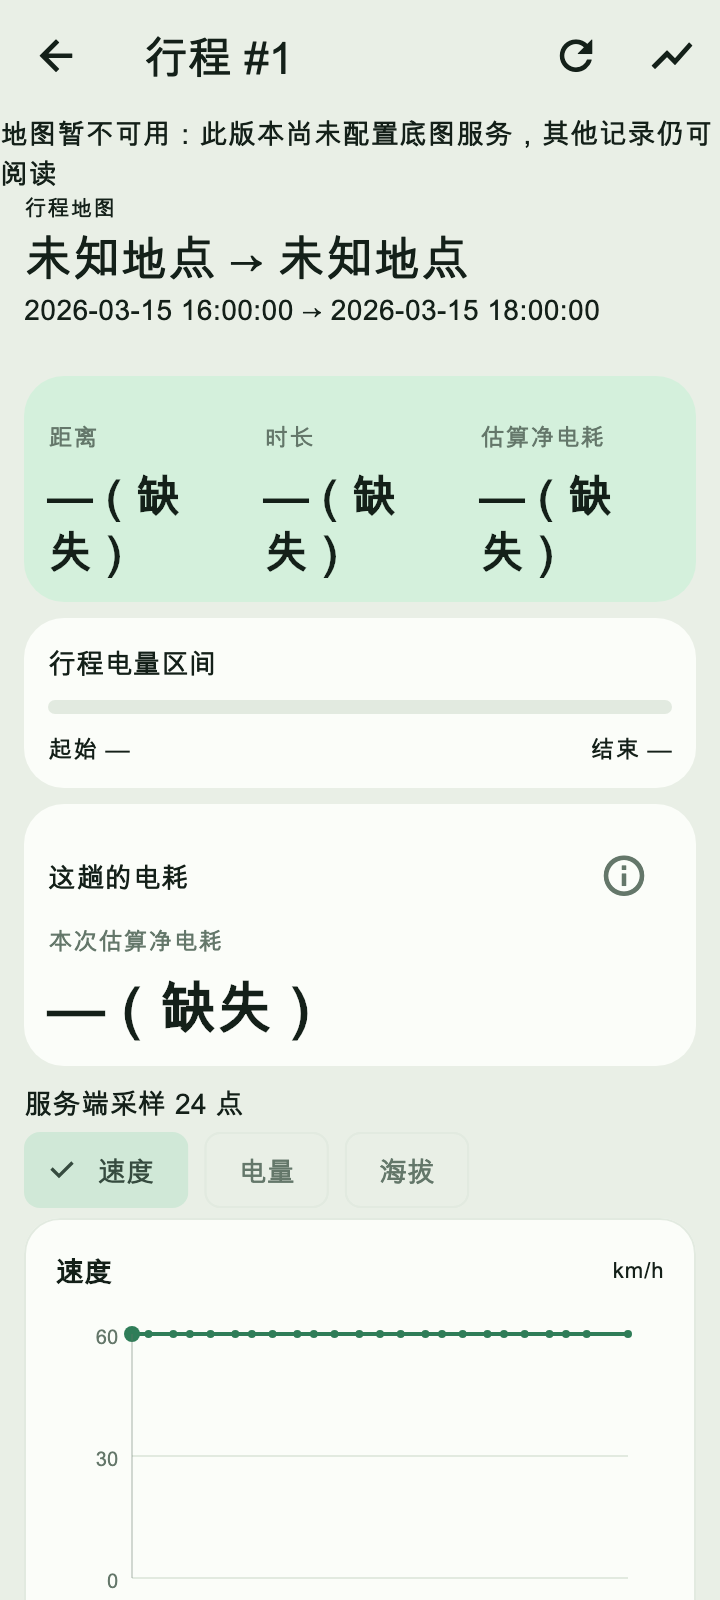 行程 #1
地图暂不可用：此版本尚未配置底图服务，其他记录仍可
阅读
行程地图
未知地点 → 未知地点
2026-03-15 16:00:00 → 2026-03-15 18:00:00
距离 时长 估算净电耗
—（缺 —（缺 —（缺
失） 失） 失）
行程电量区间
起始 — 结束 —
这趟的电耗
本次估算净电耗
—（缺失）
服务端采样 24 点
速度 电量 海拔
速度 km/h
60
30
0